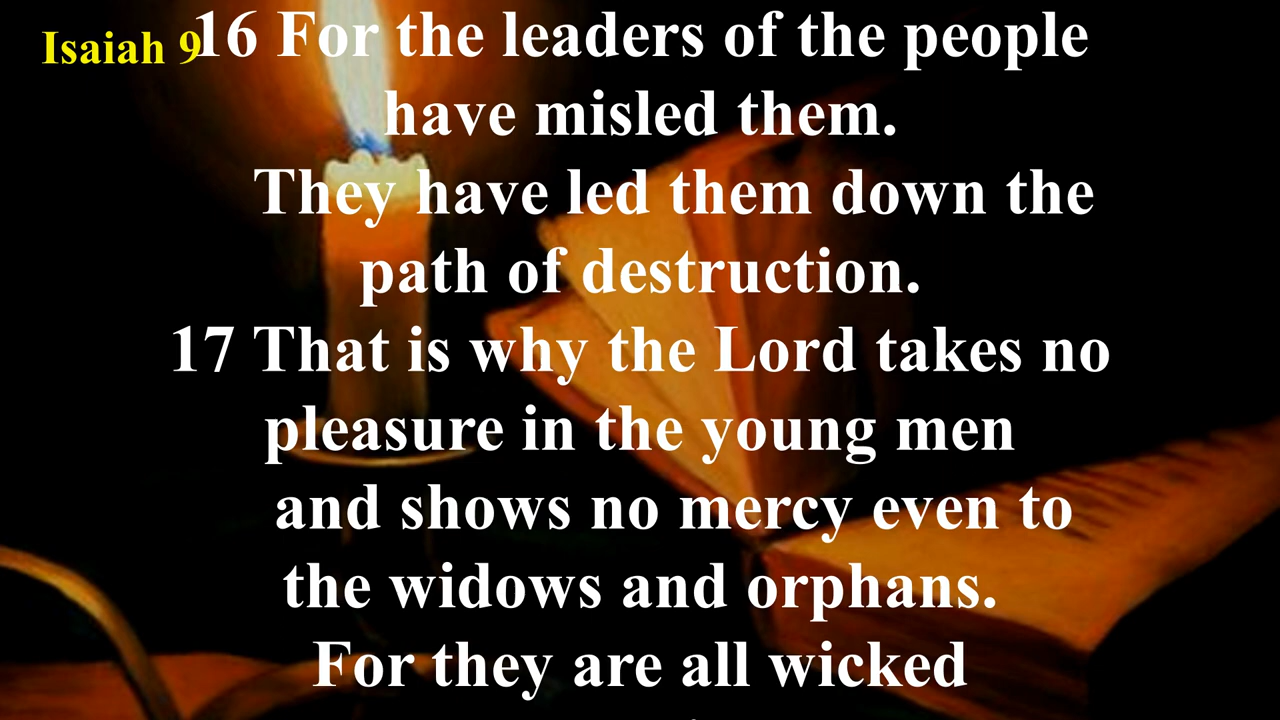 Isaiah 9
16 For the leaders of the people
have misled them.
They have led them down the
path of destruction.
17 That is why the Lord takes no
pleasure in the young men
and shows no mercy even to
the widows and orphans.
For they are all wicked